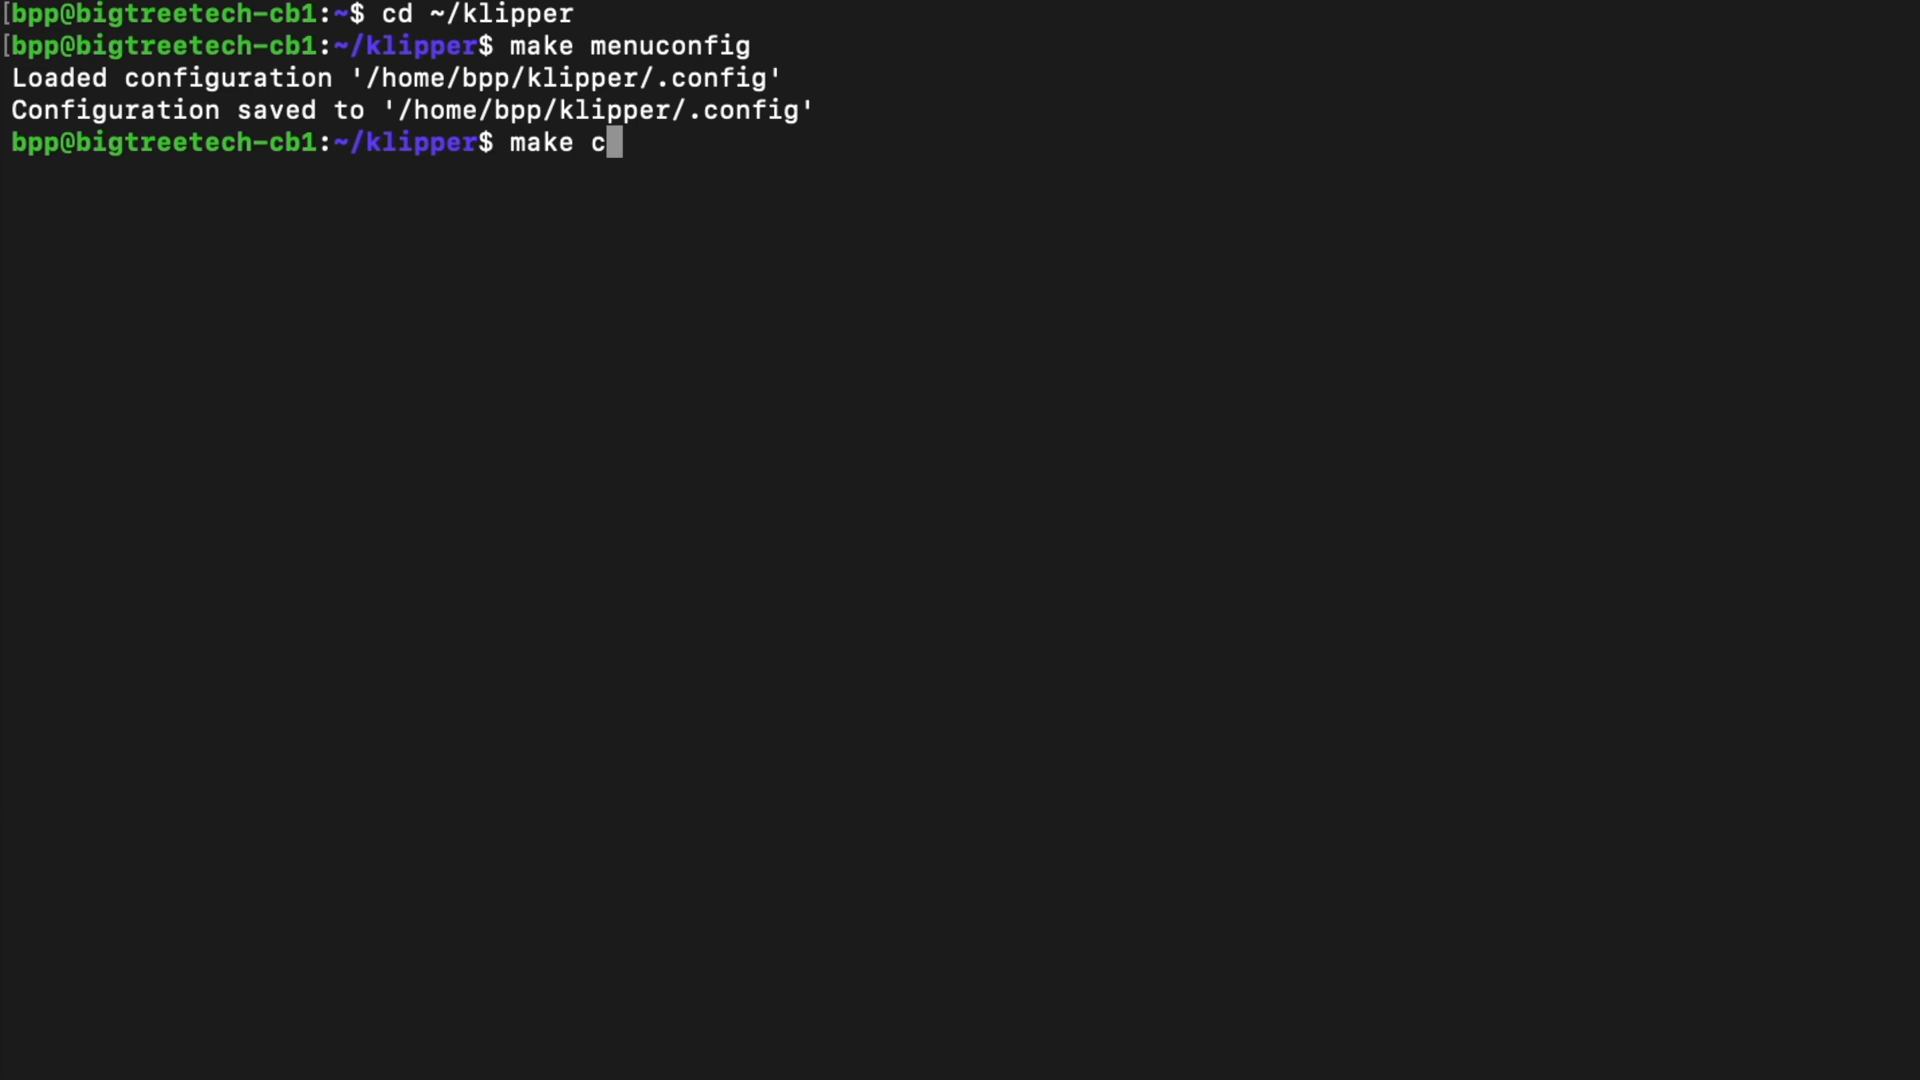 [bpp@bigtreetech-cb1:~$ cd ~/klipper
[bpp@bigtreetech-cb1:~/klipper$ make menuconfig
Loaded configuration '/home/bpp/klipper/.config'
Configuration saved to '/home/bpp/klipper/.config'
bpp@bigtreetech-cb1:~/klipper$ make c